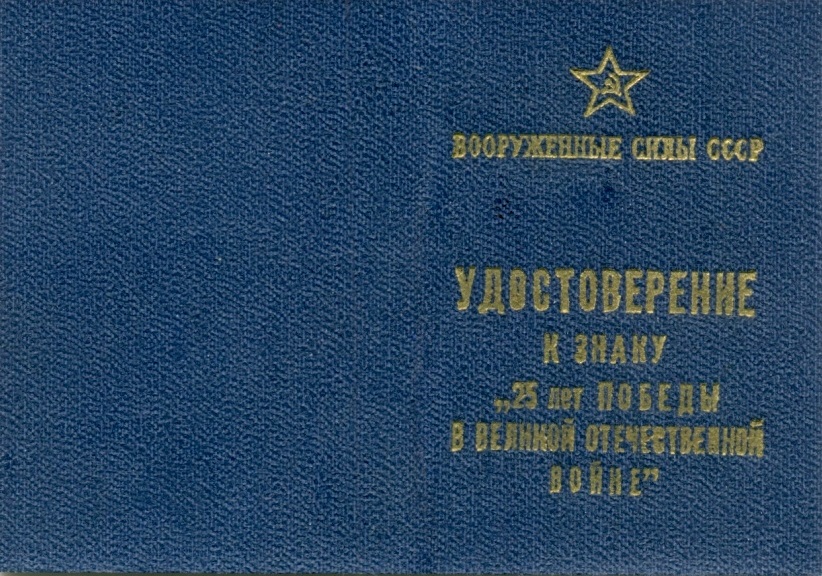 ВООРУЖЕННЫЕ СИЛЫ СССР
УДОСТОВЕРЕНИЕ
К ЗНАКУ
„25 лет ПОБЕДЫ
В ВЕЛИКОЙ ОТЕЧЕСТВЕННОЙ
ВОЙНЕ”